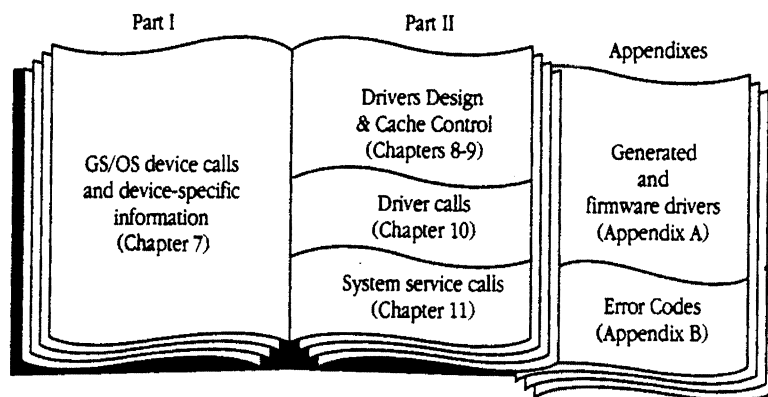 Part I
Part II
Appendixes
GS/OS device calls
and device-specific
information
(Chapter 7)
Drivers Design
& Cache Control
(Chapters 8-9)
Driver calls
(Chapter 10)
System service calls
(Chapter 11)
Generated
and
firmware drivers
(Appendix A)
Error Codes
(Appendix B)